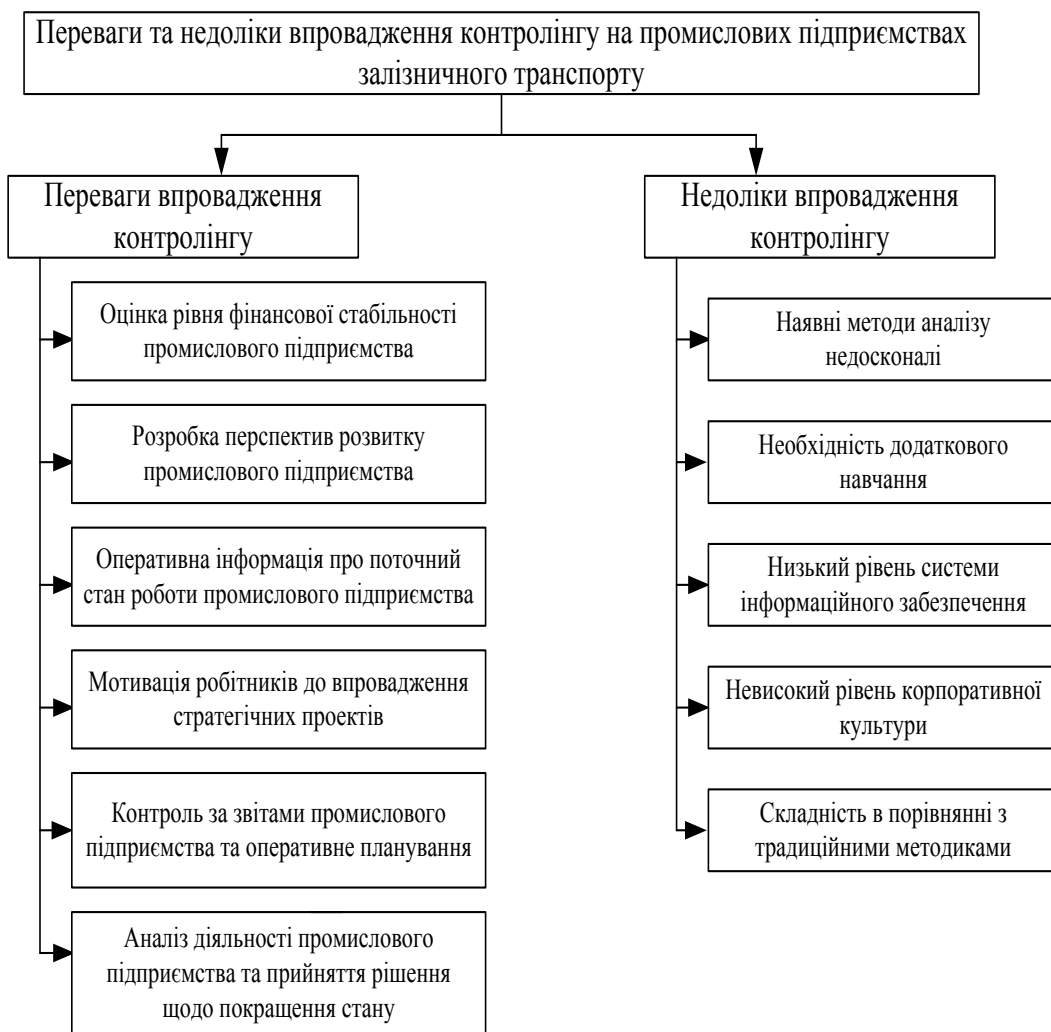 Переваги та недоліки впровадження контролінгу на промислових підприємствах
залізничного транспорту
Переваги впровадження
контролінгу
Оцінка рівня фінансової стабільності
промислового підприємства
Розробка перспектив розвитку
промислового підприємства
Оперативна інформація про поточний
стан роботи промислового підприємства
Мотивація робітників до впровадження
стратегічних проектів
Контроль за звітами промислового
підприємства та оперативне планування
Аналіз діяльності промислового
підприємства та прийняття рішення
щодо покращення стану
Недоліки впровадження
контролінгу
Наявні методи аналізу
недосконалі
Необхідність додаткового
навчання
Низький рівень системи
інформаційного забезпечення
Невисокий рівень корпоративної
культури
Складність в порівнянні з
традиційними методиками